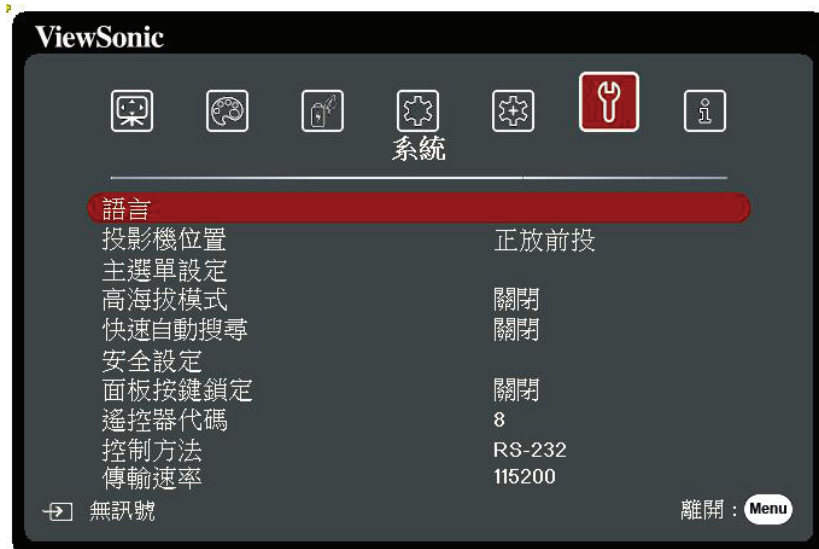 ViewSonic
系統
語言
投影機位置 正放前投
主選單設定
高海拔模式 關閉
快速自動搜尋 關閉
安全設定
面板按鍵鎖定 關閉
遙控器代碼 8
控制方法 RS-232
傳輸速率 115200
無訊號 離開：Menu